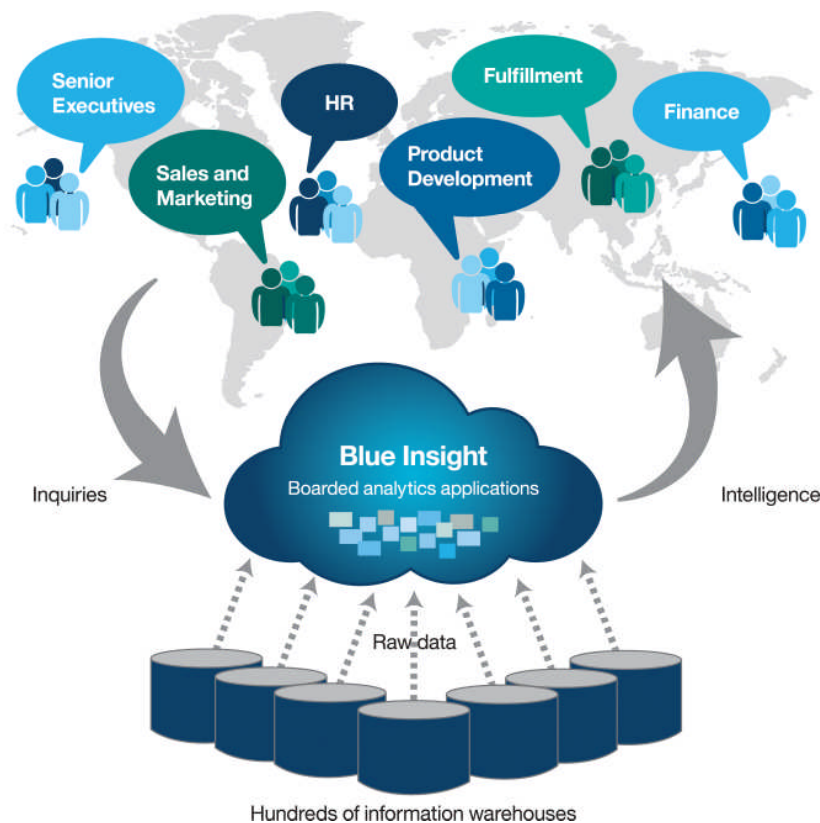 Senior
Executives
HR
Fulfillment
Finance
Sales and
Marketing
Product
Development
Blue Insight
Boarded analytics applications
Inquiries
Intelligence
Raw data
Hundreds of information warehouses